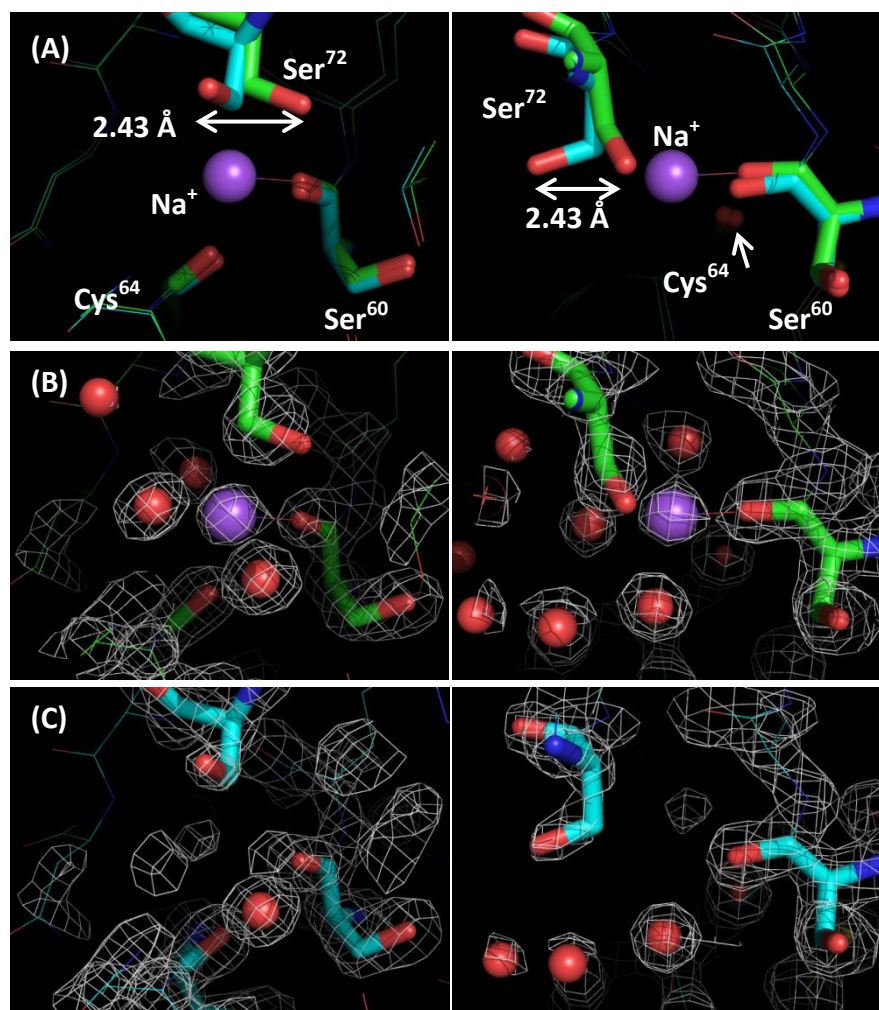 (A)
Ser72
2.43 Å
Na+
Cys64
Ser60
Ser72
Na+
2.43 Å
Cys64
Ser60
(B)
(C)